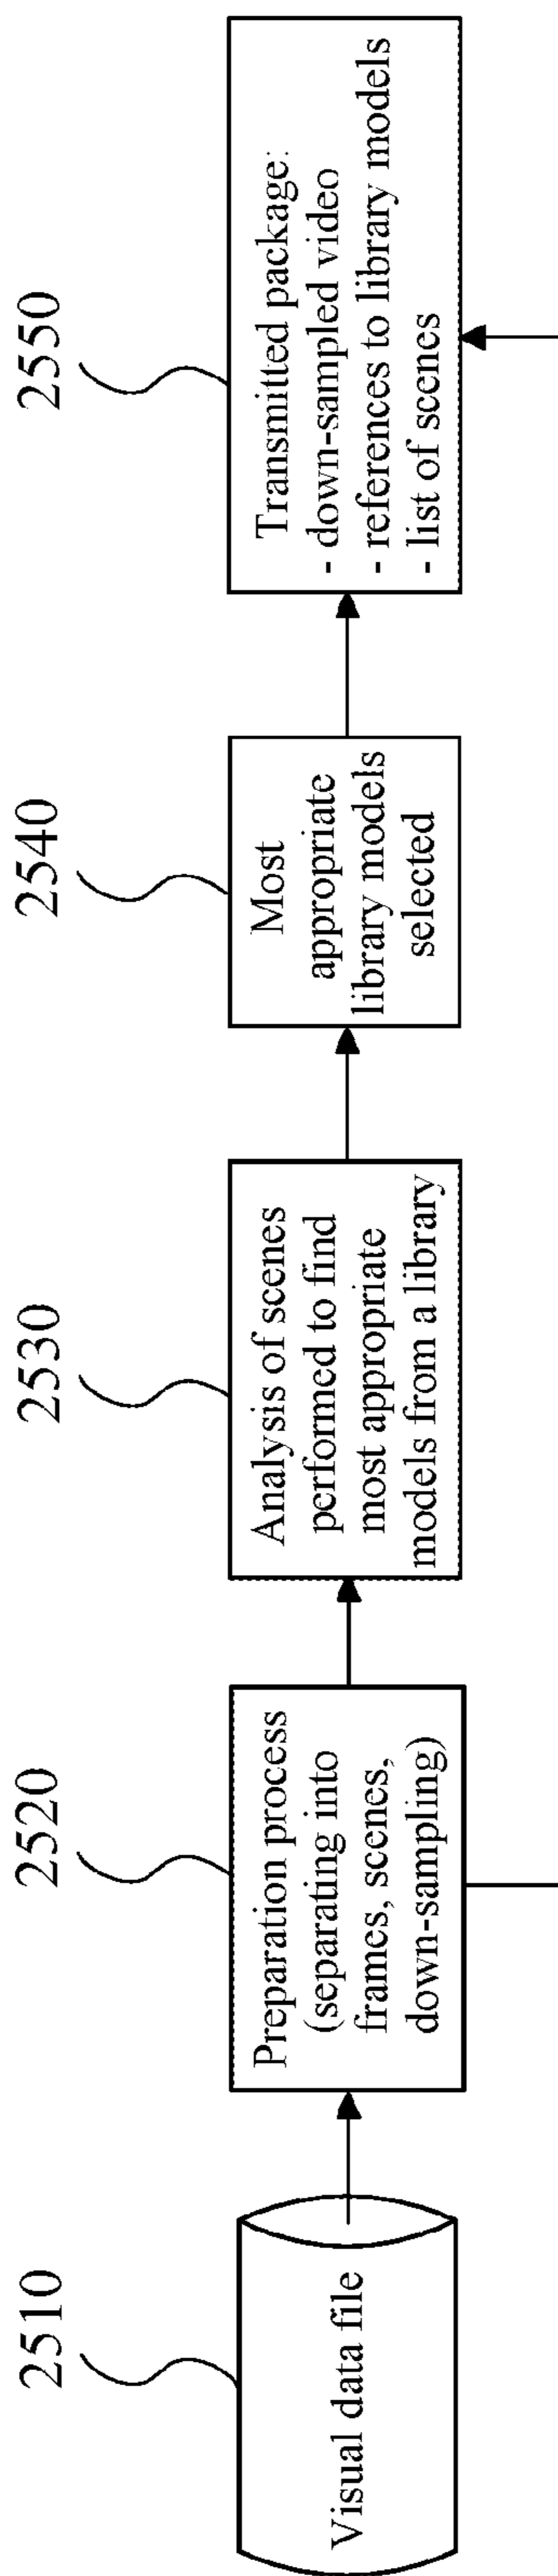 2510
Visual data file
2520
Preparation process
(separating into
frames, scenes,
down-sampling)
2530
Analysis of scenes
performed to find
most appropriate
models from a library
2540
Most
appropriate
library models
selected
2550
Transmitted package:
- down-sampled video
- references to library models
- list of scenes